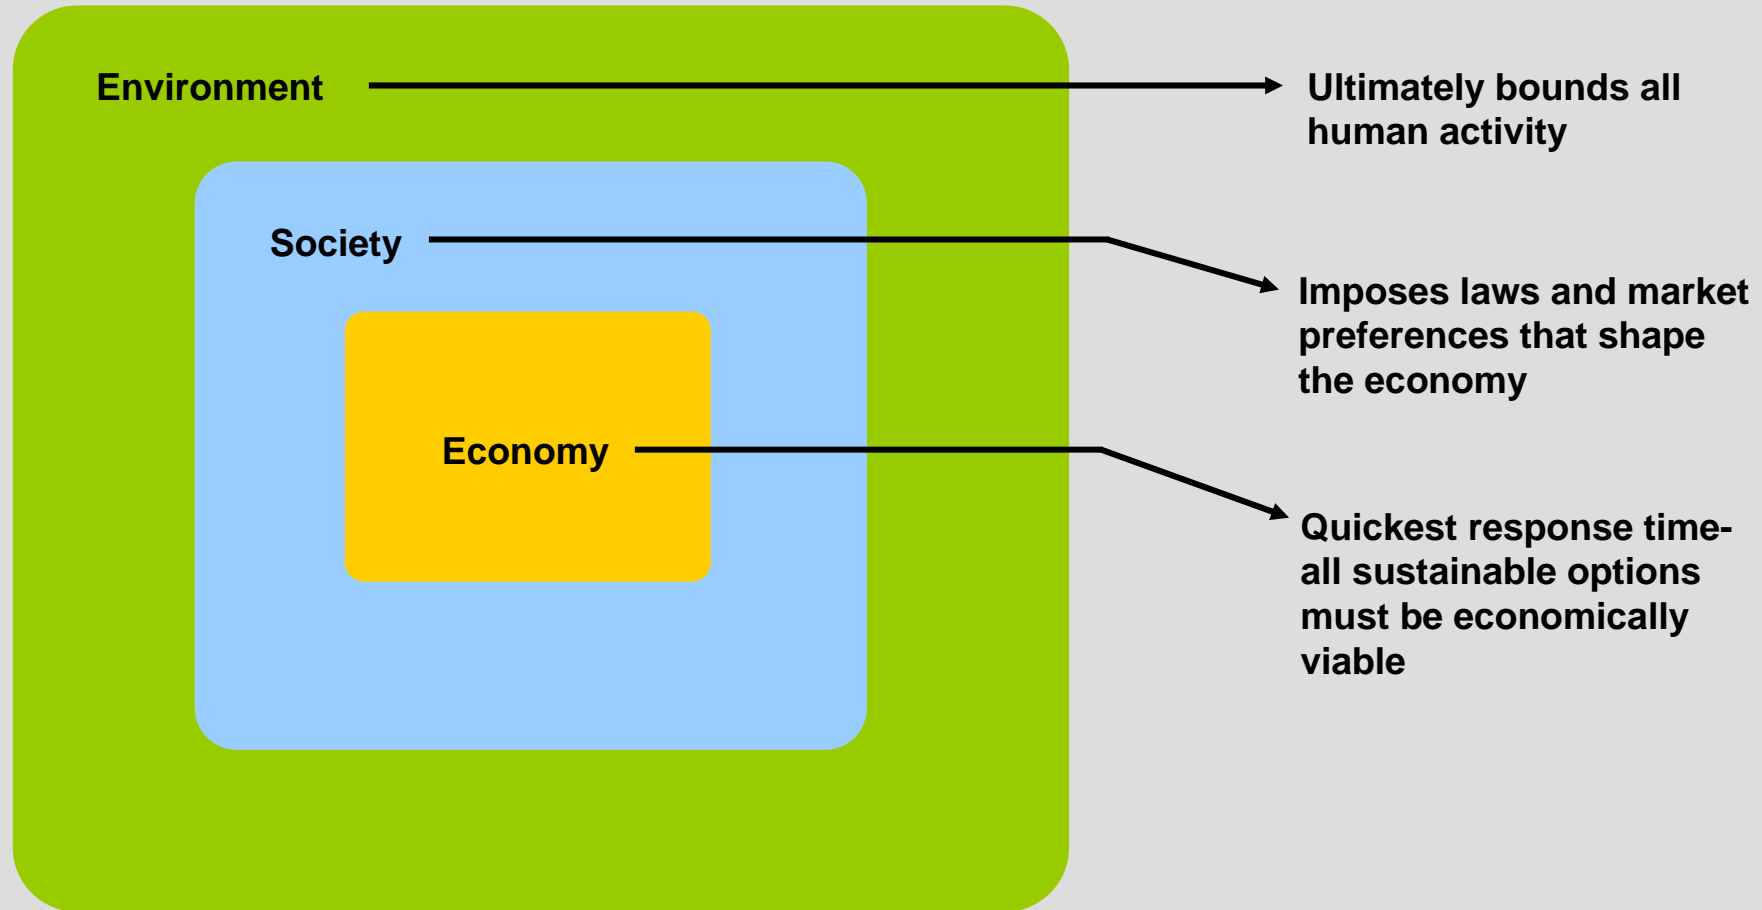 Environment
Ultimately bounds all
human activity
Society
Imposes laws and market
preferences that shape
the economy
Economy
Quickest response time-
all sustainable options
must be economically
viable